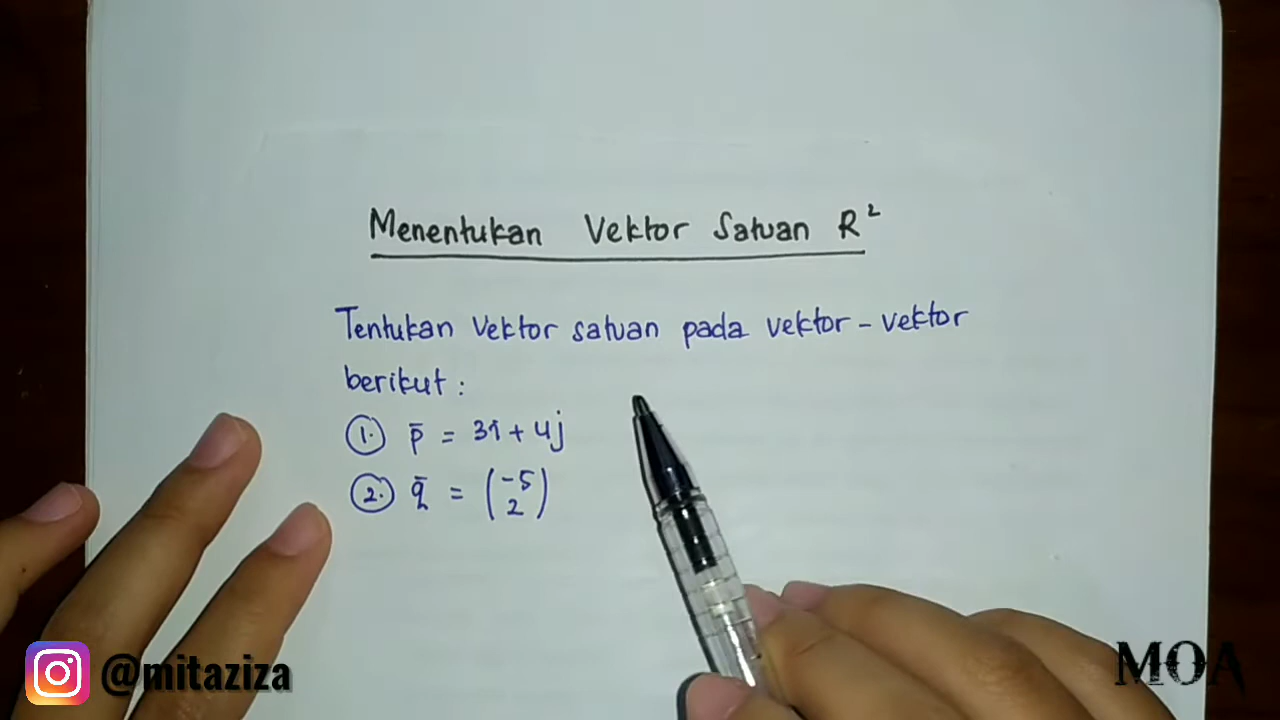 Menentukan Vektor Satuan R²
Tentukan Vektor satuan pada vektor-vektor
berikut :
1. p̄ = 3i + 4j
2. q̄ = (-5
2)
@mitaziza
MOA